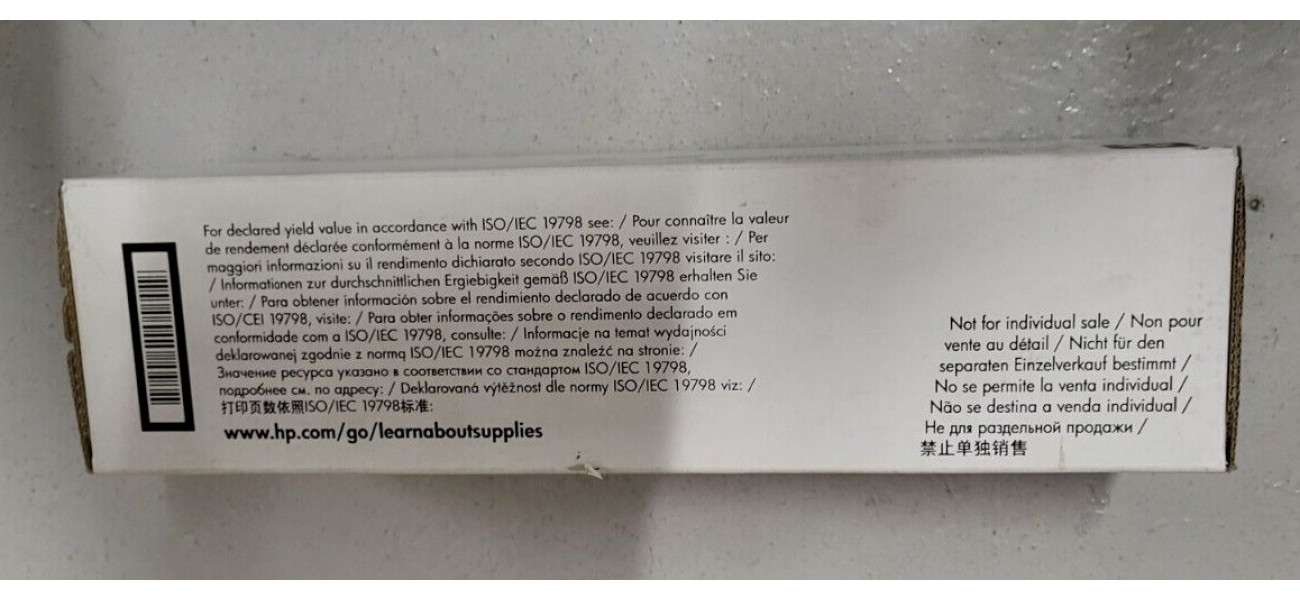 For declared yield value in accordance with ISO/IEC 19798 see: / Pour connaître la valeur
de rendement déclarée conformément à la norme ISO/IEC 19798, veuillez visiter : / Per
maggiori informazioni su il rendimento dichiarato secondo ISO/IEC 19798 visitare il sito:
/ Informationen zur durchschnittlichen Ergiebigkeit gemäß ISO/IEC 19798 erhalten Sie
unter: / Para obtener información sobre el rendimiento declarado de acuerdo con
ISO/CEI 19798, visite: / Para obter informações sobre o rendimento declarado em
conformidade com a ISO/IEC 19798, consulte: / Informacje na temat wydajności
deklarowanej zgodnie z normą ISO/IEC 19798 można znaleźć na stronie: /
Значение ресурса указано в соответствии со стандартом ISO/IEC 19798,
подробнее см. по адресу: / Deklarovaná výtěžnost dle normy ISO/IEC 19798 viz: /
打印页数依照ISO/IEC 19798标准:
www.hp.com/go/learnaboutsupplies
Not for individual sale / Non pour
vente au détail / Nicht für den
separaten Einzelverkauf bestimmt /
No se permite la venta individual /
Não se destina a venda individual /
Не для раздельной продажи /
禁止单独销售